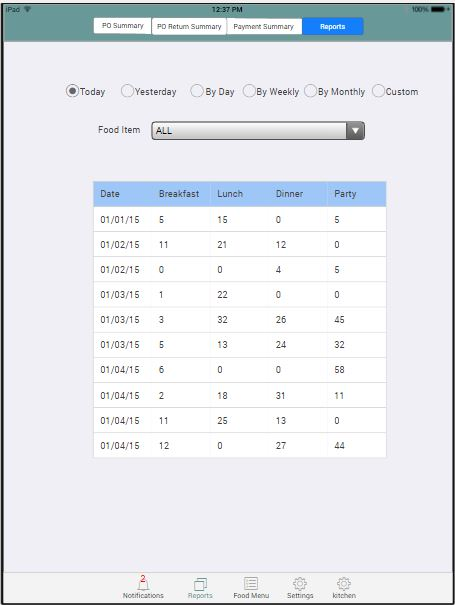 iPad 12:37 PM 100%
PO Summary PO Return Summary Payment Summary Reports
Today Yesterday By Day By Weekly By Monthly Custom
Food Item ALL
Date Breakfast Lunch Dinner Party
01/01/15 5 15 0 5
01/02/15 11 21 12 0
01/02/15 0 0 4 5
01/03/15 1 22 0 0
01/03/15 3 32 26 45
01/03/15 5 13 24 32
01/04/15 6 0 0 58
01/04/15 2 18 31 11
01/04/15 11 25 13 0
01/04/15 12 0 27 44
2
Notifications Reports Food Menu Settings kitchen